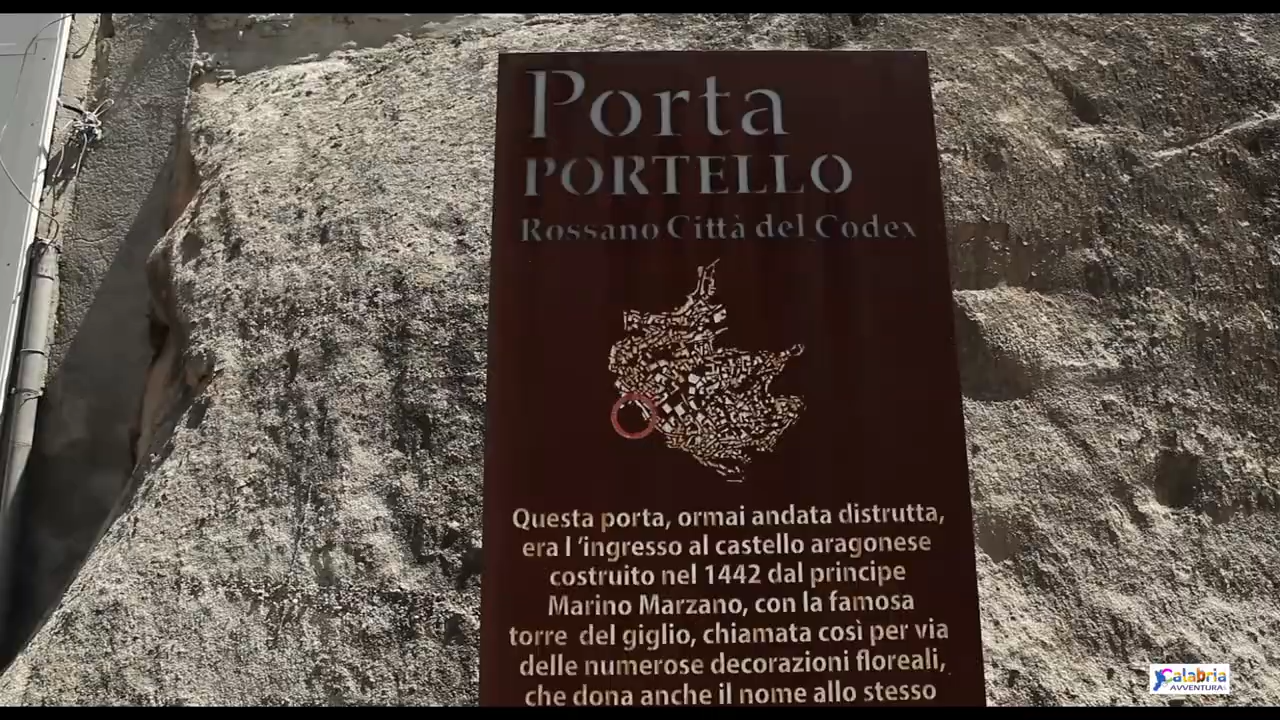 Porta
PORTELLO
Rossano Città del Codex
Questa porta, ormai andata distrutta,
era l 'ingresso al castello aragonese
costruito nel 1442 dal principe
Marino Marzano, con la famosa
torre del giglio, chiamata così per via
delle numerose decorazioni floreali,
che dona anche il nome allo stesso
Calabria
AVVENTURA